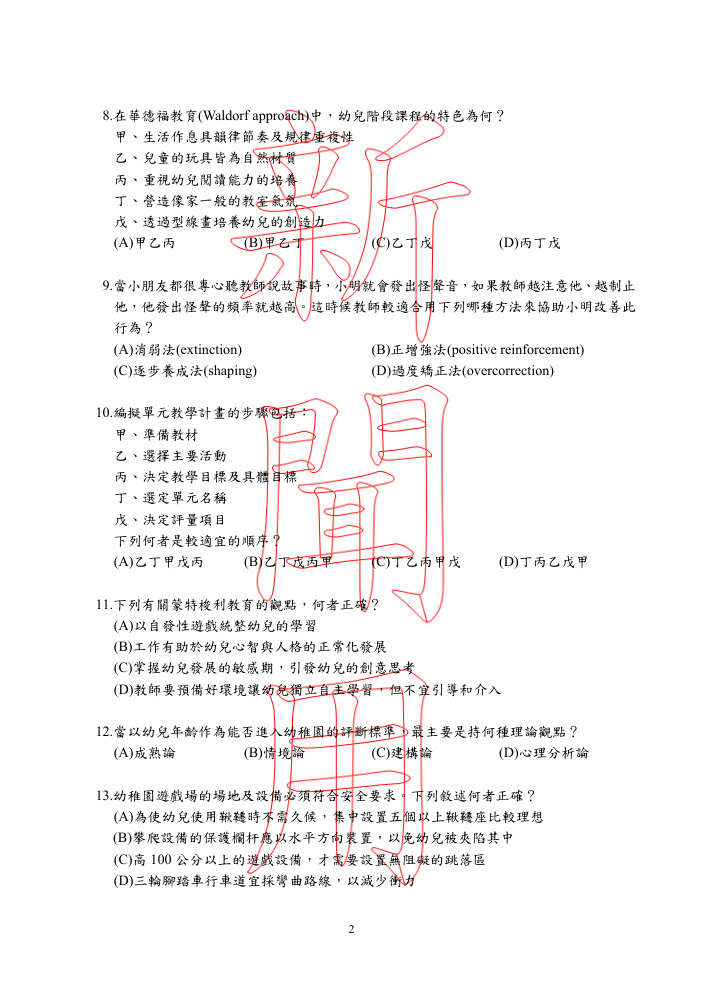 8.在華德福教育(Waldorf approach)中，幼兒階段課程的特色為何？
甲、生活作息具韻律節奏及規律重複性
乙、兒童的玩具皆為自然材質
丙、重視幼兒閱讀能力的培養
丁、營造像家一般的教室氣氛
戊、透過型線畫培養幼兒的創造力
(A)甲乙丙 (B)甲乙丁 (C)乙丁戊 (D)丙丁戊
9.當小朋友都很專心聽教師說故事時，小明就會發出怪聲音，如果教師越注意他、越制止
他，他發出怪聲的頻率就越高。這時候教師較適合用下列哪種方法來協助小明改善此
行為？
(A)消弱法(extinction) (B)正增強法(positive reinforcement)
(C)逐步養成法(shaping) (D)過度矯正法(overcorrection)
10.編擬單元教學計畫的步驟包括：
甲、準備教材
乙、選擇主要活動
丙、決定教學目標及具體目標
丁、選定單元名稱
戊、決定評量項目
下列何者是較適宜的順序？
(A)乙丁甲戊丙 (B)乙丁戊丙甲 (C)丁乙丙甲戊 (D)丁丙乙戊甲
11.下列有關蒙特梭利教育的觀點，何者正確？
(A)以自發性遊戲統整幼兒的學習
(B)工作有助於幼兒心智與人格的正常化發展
(C)掌握幼兒發展的敏感期，引發幼兒的創意思考
(D)教師要預備好環境讓幼兒獨立自主學習，但不宜引導和介入
12.當以幼兒年齡作為能否進入幼稚園的評斷標準，最主要是持何種理論觀點？
(A)成熟論 (B)情境論 (C)建構論 (D)心理分析論
13.幼稚園遊戲場的場地及設備必須符合安全要求。下列敘述何者正確？
(A)為使幼兒使用鞦韆時不需久候，集中設置五個以上鞦韆座比較理想
(B)攀爬設備的保護欄杆應以水平方向裝置，以免幼兒被夾陷其中
(C)高 100 公分以上的遊戲設備，才需要設置無阻礙的跳落區
(D)三輪腳踏車行車道宜採彎曲路線，以減少衝力
2
新聞用